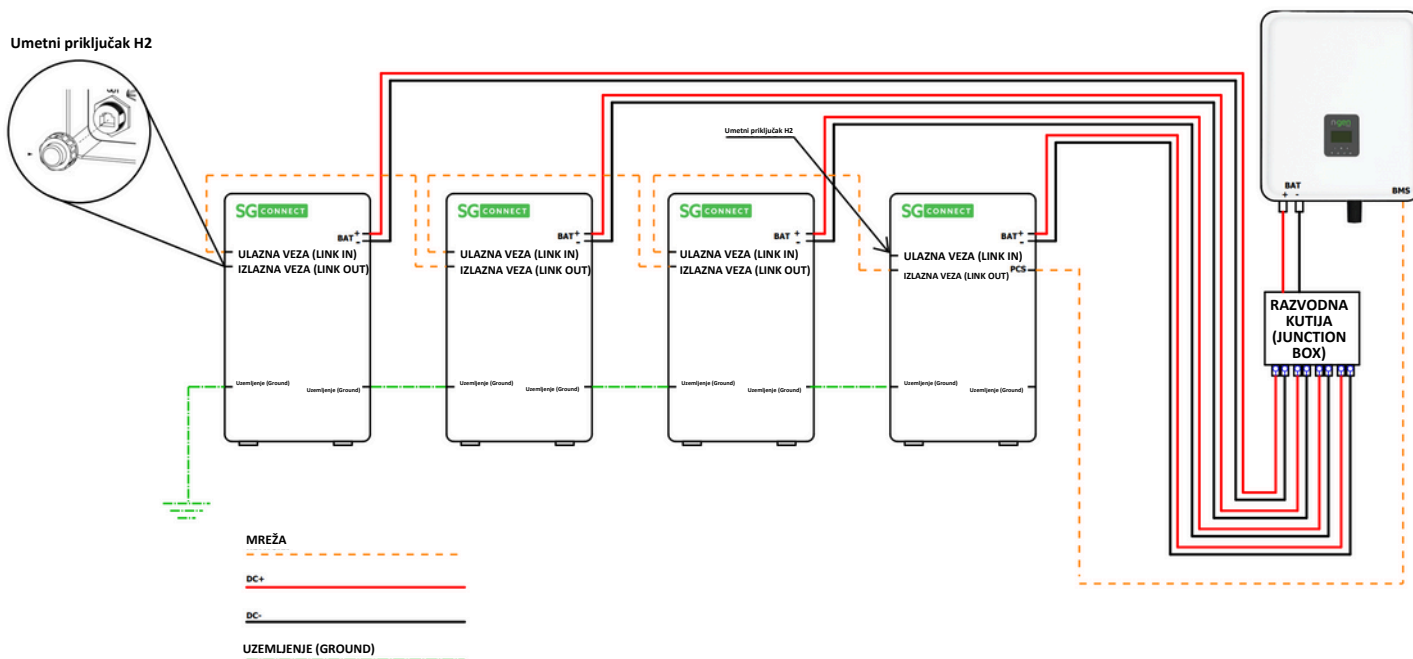 Umetni priključak H2
OUT
Umetni priključak H2
n-gen
BAT
+ -
BMS
SG CONNECT
BAT + -
ULAZNA VEZA (LINK IN)
IZLAZNA VEZA (LINK OUT)
Uzemljenje (Ground)
Uzemljenje (Ground)
SG CONNECT
BAT + -
ULAZNA VEZA (LINK IN)
IZLAZNA VEZA (LINK OUT)
Uzemljenje (Ground)
Uzemljenje (Ground)
SG CONNECT
BAT + -
ULAZNA VEZA (LINK IN)
IZLAZNA VEZA (LINK OUT)
Uzemljenje (Ground)
Uzemljenje (Ground)
SG CONNECT
BAT + -
ULAZNA VEZA (LINK IN)
IZLAZNA VEZA (LINK OUT)
PCS
Uzemljenje (Ground)
Uzemljenje (Ground)
RAZVODNA
KUTIJA
(JUNCTION
BOX)
MREŽA
DC+
DC-
UZEMLJENJE (GROUND)